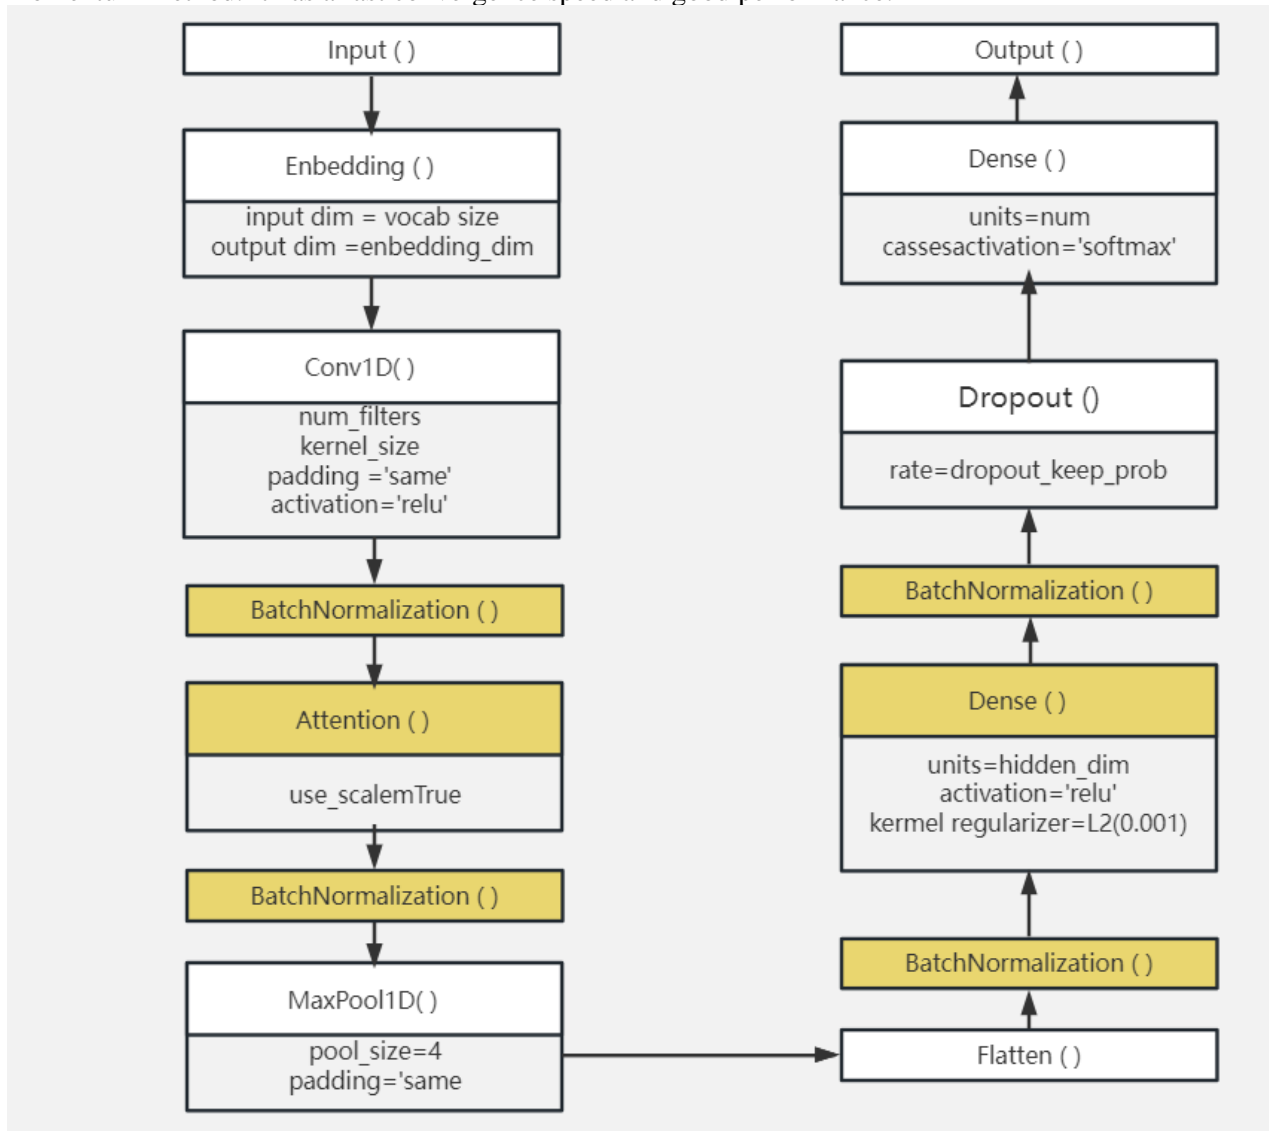 Input ( )
Enbedding ( )
input dim = vocab size
output dim =enbedding_dim
Conv1D( )
num_filters
kernel_size
padding ='same'
activation='relu'
BatchNormalization ( )
Attention ( )
use_scalemTrue
BatchNormalization ( )
MaxPool1D( )
pool_size=4
padding='same
Flatten ( )
BatchNormalization ( )
Dense ( )
units=hidden_dim
activation='relu'
kermel regularizer=L2(0.001)
BatchNormalization ( )
Dropout ()
rate=dropout_keep_prob
Dense ( )
units=num
cassesactivation='softmax'
Output ( )